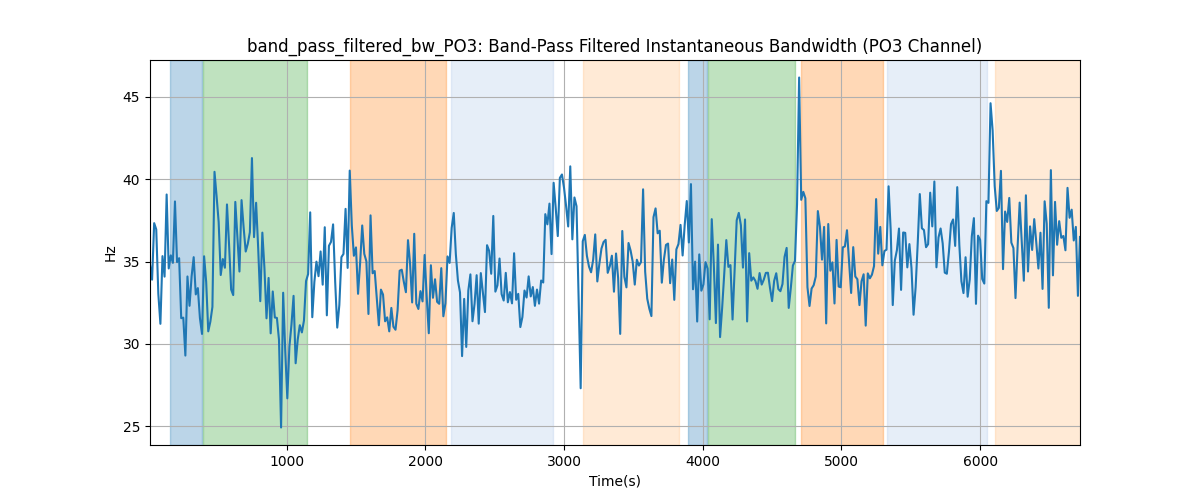 band_pass_filtered_bw_PO3: Band-Pass Filtered Instantaneous Bandwidth (PO3 Channel)
45
40
35
30
25
Hz
1000 2000 3000 4000 5000 6000
Time(s)